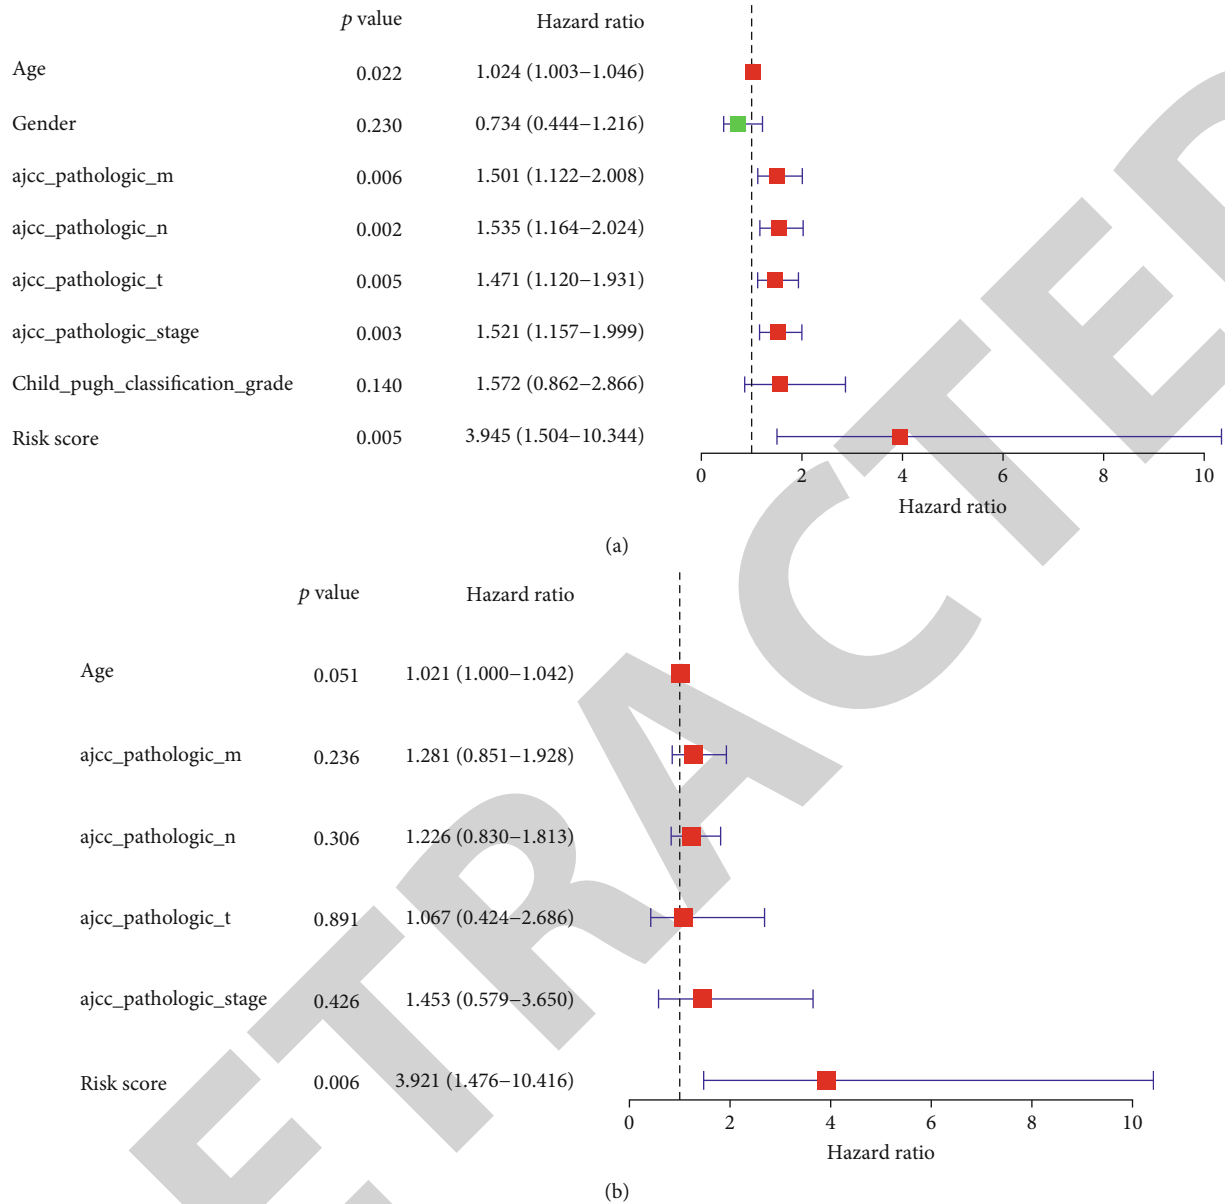 p value Hazard ratio
Age 0.022 1.024 (1.003–1.046)
Gender 0.230 0.734 (0.444–1.216)
ajcc_pathologic_m 0.006 1.501 (1.122–2.008)
ajcc_pathologic_n 0.002 1.535 (1.164–2.024)
ajcc_pathologic_t 0.005 1.471 (1.120–1.931)
ajcc_pathologic_stage 0.003 1.521 (1.157–1.999)
Child_pugh_classification_grade 0.140 1.572 (0.862–2.866)
Risk score 0.005 3.945 (1.504–10.344)
0 2 4 6 8 10
Hazard ratio
(a)
p value Hazard ratio
Age 0.051 1.021 (1.000–1.042)
ajcc_pathologic_m 0.236 1.281 (0.851–1.928)
ajcc_pathologic_n 0.306 1.226 (0.830–1.813)
ajcc_pathologic_t 0.891 1.067 (0.424–2.686)
ajcc_pathologic_stage 0.426 1.453 (0.579–3.650)
Risk score 0.006 3.921 (1.476–10.416)
0 2 4 6 8 10
Hazard ratio
(b)
ETRACTED